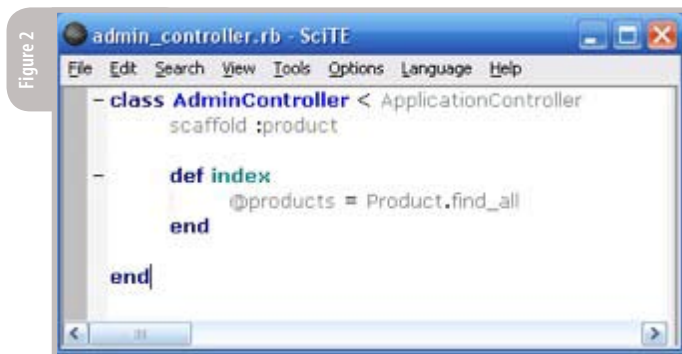 Figure 2
admin_controller.rb - SciTE
File Edit Search View Tools Options Language Help
class AdminController < ApplicationController
scaffold :product
def index
@products = Product.find_all
end
end